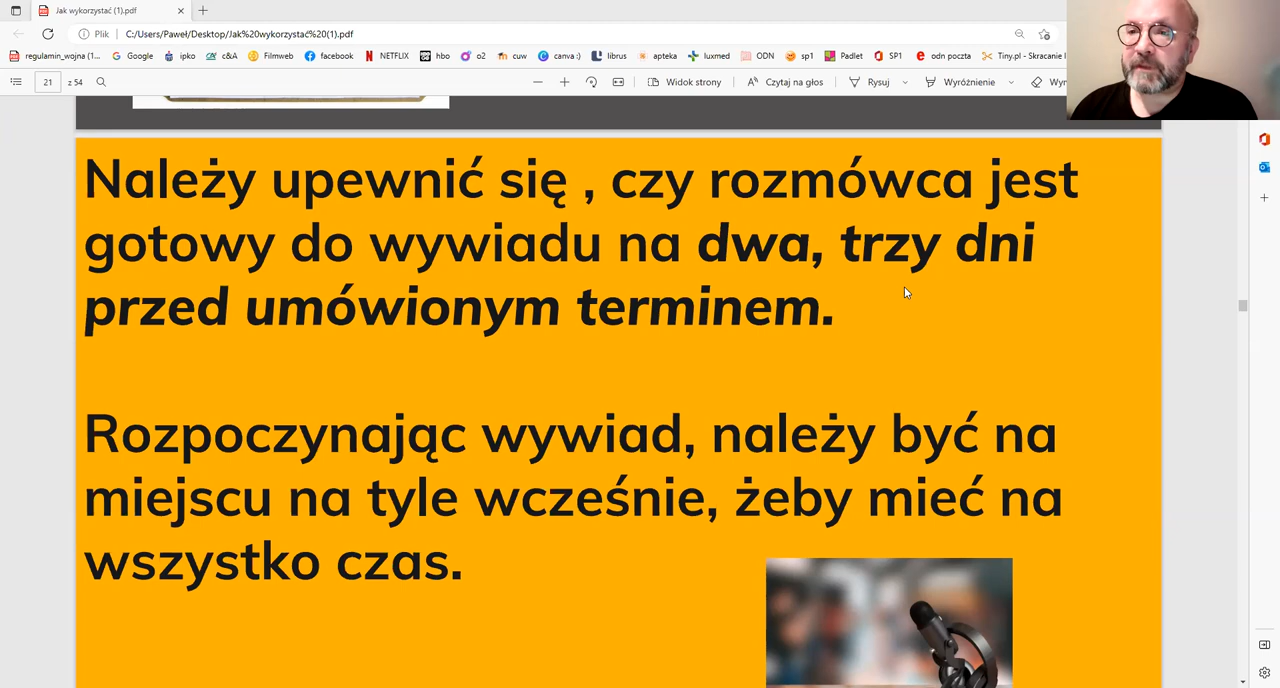 Jak wykorzystać (1).pdf
Plik
C:/Users/Paweł/Desktop/Jak%20wykorzystać%20(1).pdf
regulamin_wojna (1...
Google
ipko
c&A
Filmweb
facebook
NETFLIX
hbo
o2
cuw
canva :)
librus
apteka
luxmed
ODN
sp1
Padlet
SP1
odn poczta
Tiny.pl - Skracanie l
21 z 54
Widok strony
Czytaj na głos
Rysuj
Wyróżnienie
Należy upewnić się , czy rozmówca jest
gotowy do wywiadu na dwa, trzy dni
przed umówionym terminem.
Rozpoczynając wywiad, należy być na
miejscu na tyle wcześnie, żeby mieć na
wszystko czas.